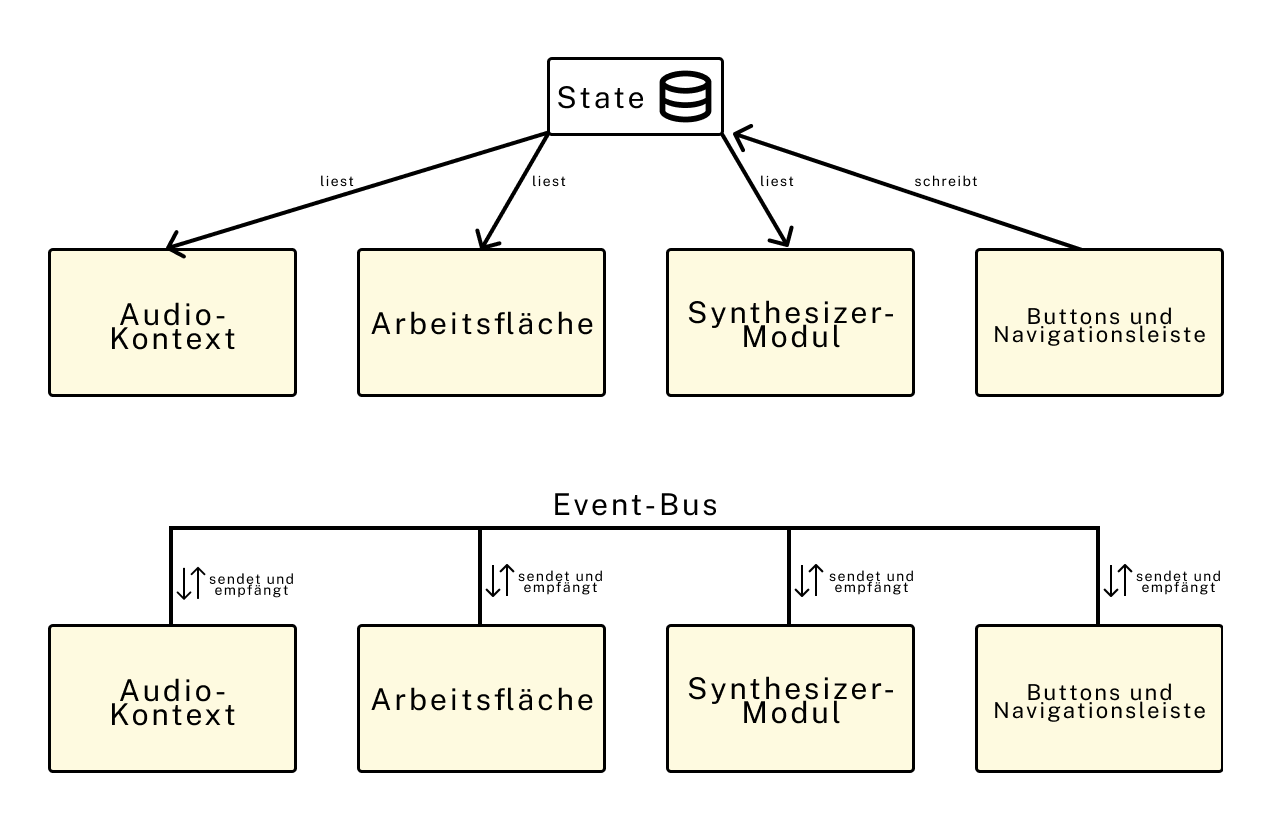 State
liest
liest
liest
schreibt
Audio-
Kontext
Arbeitsfläche
Synthesizer-
Modul
Buttons und
Navigationsleiste
Event-Bus
sendet und
empfängt
sendet und
empfängt
sendet und
empfängt
sendet und
empfängt
Audio-
Kontext
Arbeitsfläche
Synthesizer-
Modul
Buttons und
Navigationsleiste